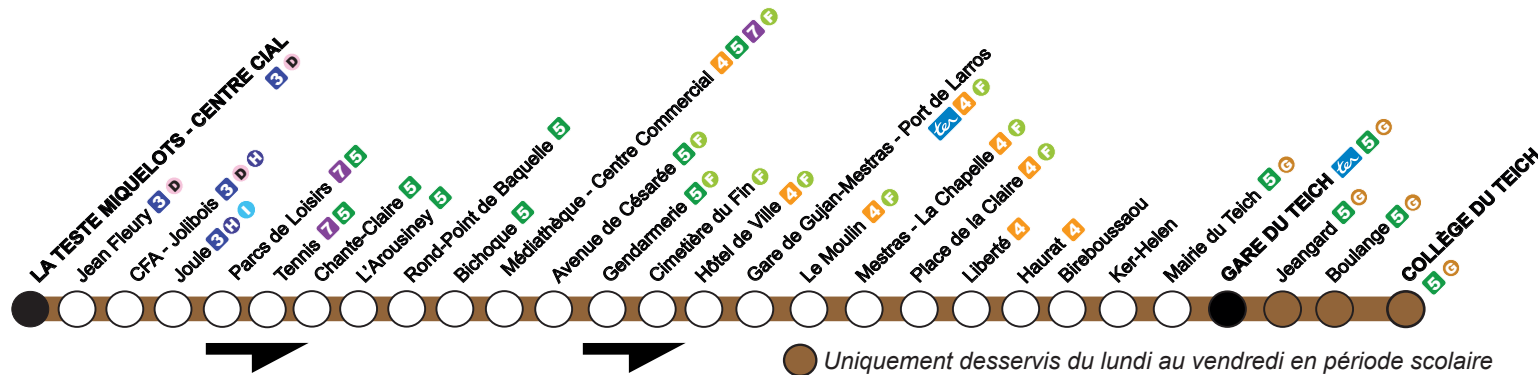 LA TESTE MIQUELOTS - CENTRE CIAL
3 D
Jean Fleury 3 D
CFA - Jolibois 3 D H
Joule 3 H I
Parcs de Loisirs 7 5
Tennis 7 5
Chante-Claire 5
L'Arousiney 5
Rond-Point de Baquelle 5
Bichoque 5
Médiathèque - Centre Commercial 4 5 7 F
Avenue de Césarée 5 F
Gendarmerie 5 F
Cimetière du Fin F
Hôtel de Ville 4 F
Gare de Gujan-Mestras - Port de Larros
ter 4 F
Le Moulin 4 F
Mestras - La Chapelle 4 F
Place de la Claire 4 F
Liberté 4
Haurat 4
Bireboussaou
Ker-Helen
Mairie du Teich 5 G
GARE DU TEICH ter 5 G
Jeangard 5 G
Boulange 5 G
COLLÈGE DU TEICH
5 G
Uniquement desservis du lundi au vendredi en période scolaire